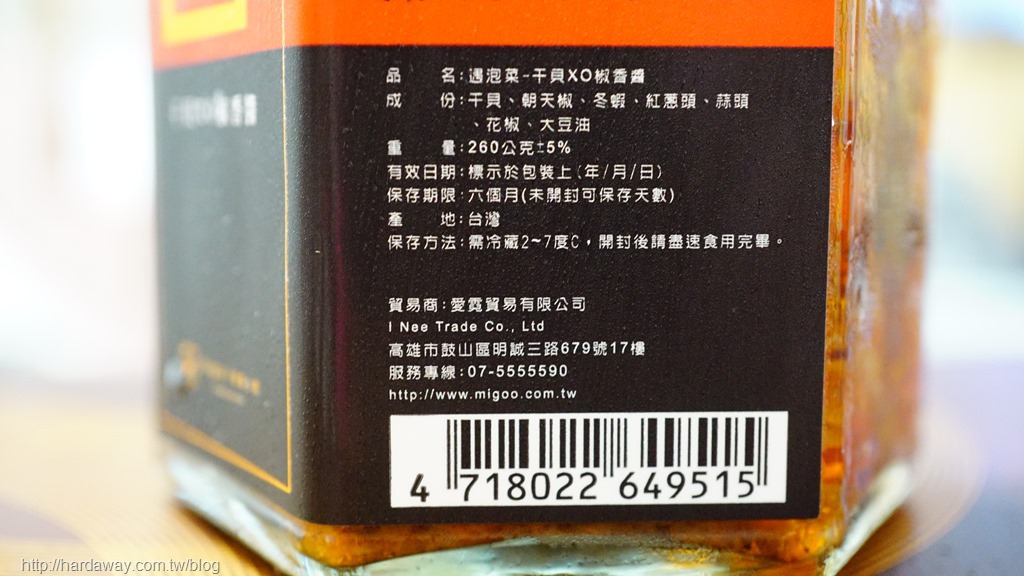 品　　名：遇泡菜-干貝XO椒香醬
成　　份：干貝、朝天椒、冬蝦、紅蔥頭、蒜頭
、花椒、大豆油
重　　量：260公克±5%
有效日期：標示於包裝上(年/月/日)
保存期限：六個月(未開封可保存天數)
產　　地：台灣
保存方法：需冷藏2~7度C，開封後請盡速食用完畢。
貿易商：愛霓貿易有限公司
I Nee Trade Co., Ltd
高雄市鼓山區明誠三路679號17樓
服務專線：07-5555590
http://www.migoo.com.tw
4 718022 649515
http://hardaway.com.tw/blog